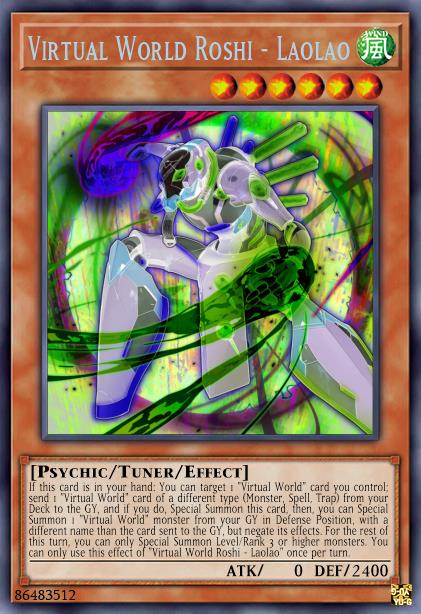 Virtual World Roshi - Laolao
WIND
風
[Psychic/Tuner/Effect]
If this card is in your hand: You can target 1 "Virtual World" card you control;
send 1 "Virtual World" card of a different type (Monster, Spell, Trap) from your
Deck to the GY, and if you do, Special Summon this card, then, you can Special
Summon 1 "Virtual World" monster from your GY in Defense Position, with a
different name than the card sent to the GY, but negate its effects. For the rest of
this turn, you can only Special Summon Level/Rank 3 or higher monsters. You
can only use this effect of "Virtual World Roshi - Laolao" once per turn.
ATK/ 0 DEF/2400
86483512